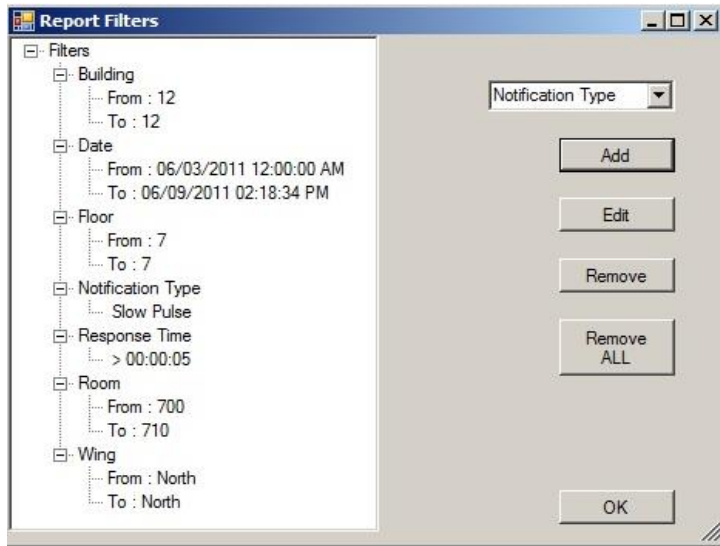 Report Filters
Filters
Building
From : 12
To : 12
Date
From : 06/03/2011 12:00:00 AM
To : 06/09/2011 02:18:34 PM
Floor
From : 7
To : 7
Notification Type
Slow Pulse
Response Time
> 00:00:05
Room
From : 700
To : 710
Wing
From : North
To : North
Notification Type
Add
Edit
Remove
Remove
ALL
OK